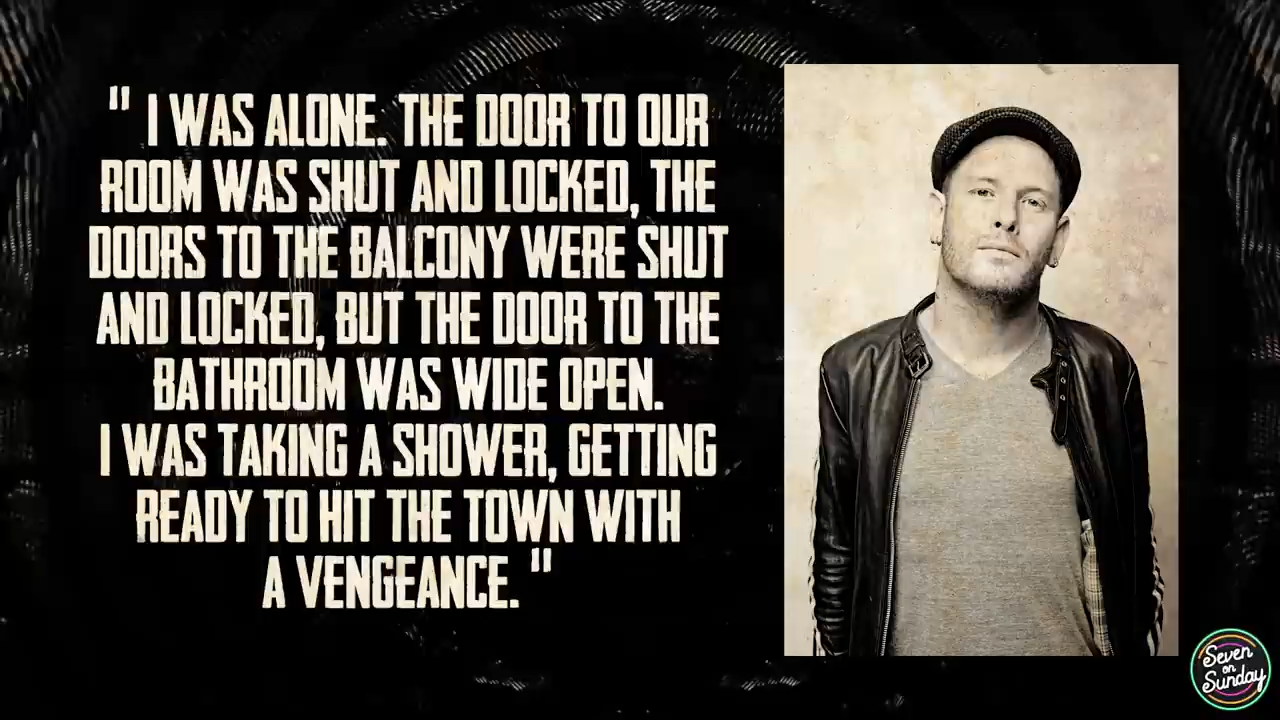 " I WAS ALONE. THE DOOR TO OUR
ROOM WAS SHUT AND LOCKED, THE
DOORS TO THE BALCONY WERE SHUT
AND LOCKED, BUT THE DOOR TO THE
BATHROOM WAS WIDE OPEN.
I WAS TAKING A SHOWER, GETTING
READY TO HIT THE TOWN WITH
A VENGEANCE. "
Seven
on
Sunday